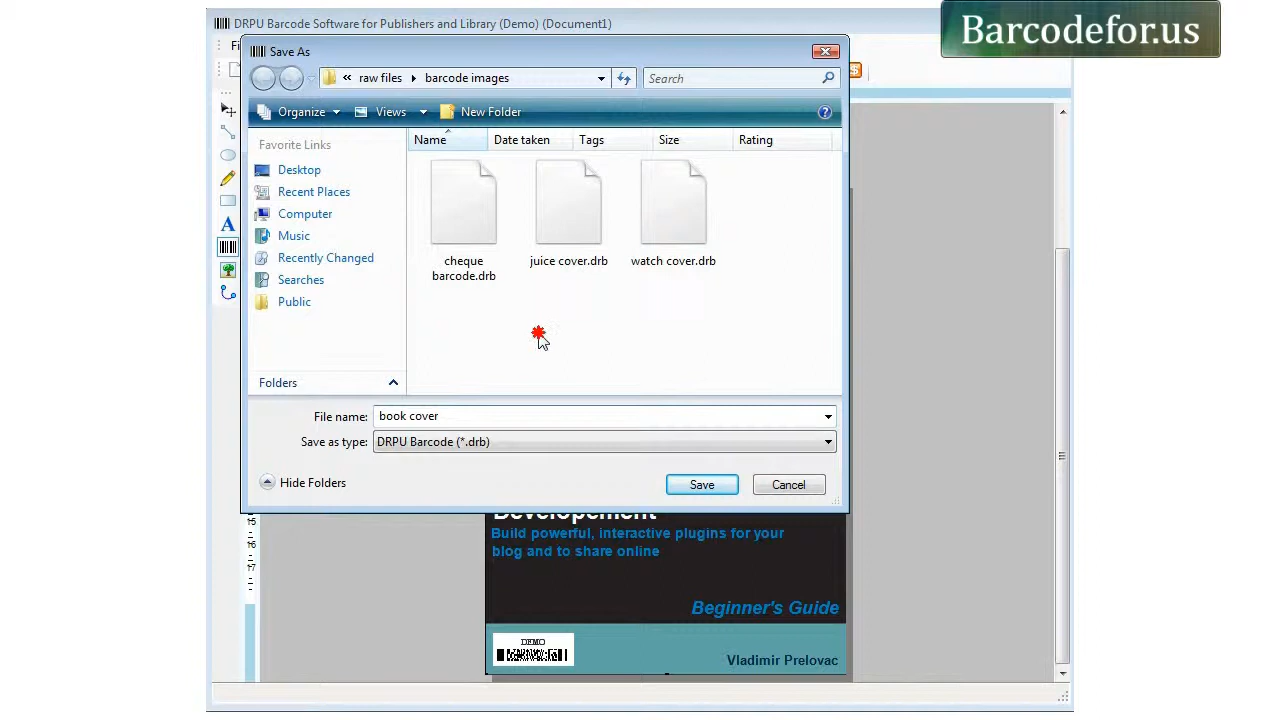 DRPU Barcode Software for Publishers and Library (Demo) (Document1)
Barcodefor.us
Save As
raw files
barcode images
Search
Organize
Views
New Folder
Favorite Links
Name
Date taken
Tags
Size
Rating
Desktop
Recent Places
Computer
Music
Recently Changed
Searches
Public
cheque
barcode.drb
juice cover.drb
watch cover.drb
Folders
File name:
book cover
Save as type:
DRPU Barcode (*.drb)
Hide Folders
Save
Cancel
15
16
17
Developement
Build powerful, interactive plugins for your
blog and to share online
Beginner's Guide
DEMO
Vladimir Prelovac